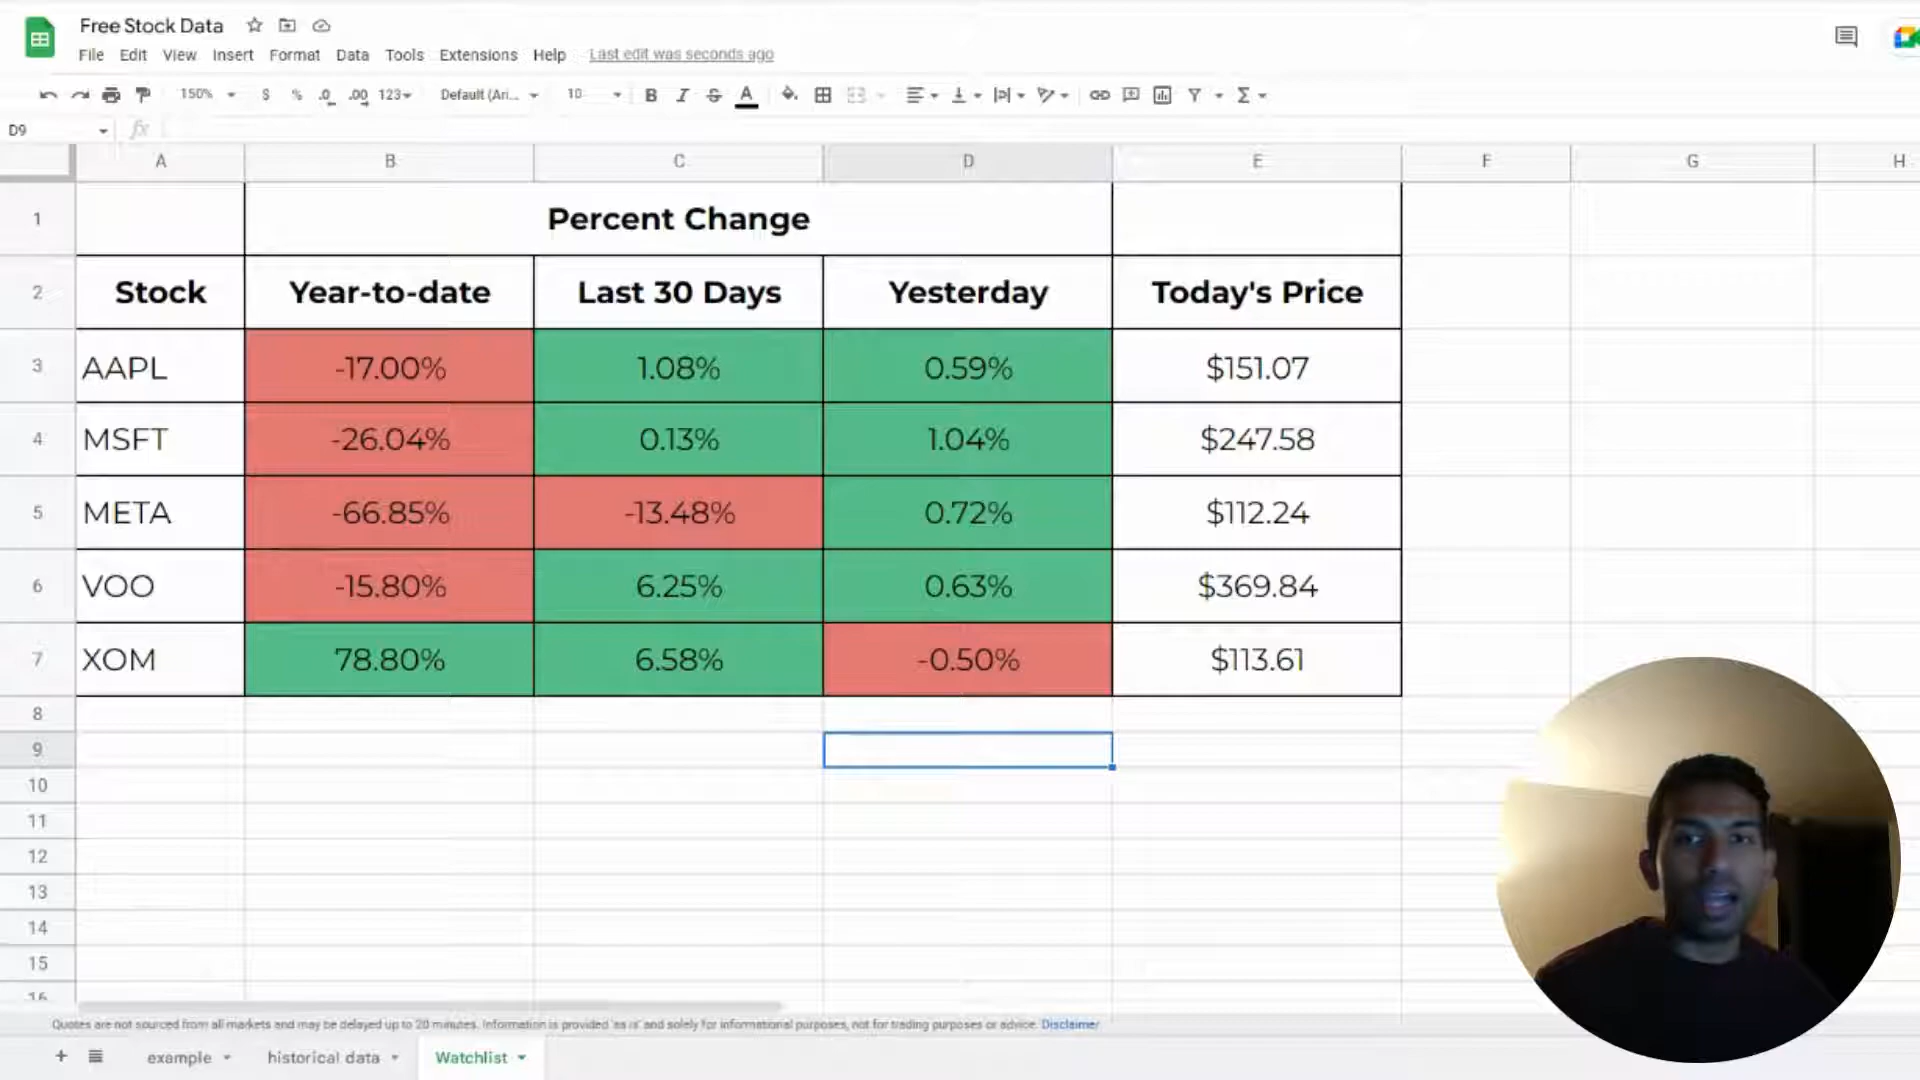 Free Stock Data
File Edit View Insert Format Data Tools Extensions Help Last edit was seconds ago
150% $ % .0 .00 123 Default (Ari... 10 B I S A
D9 fx
A B C D E F G H
1 Percent Change
2 Stock Year-to-date Last 30 Days Yesterday Today's Price
3 AAPL -17.00% 1.08% 0.59% $151.07
4 MSFT -26.04% 0.13% 1.04% $247.58
5 META -66.85% -13.48% 0.72% $112.24
6 VOO -15.80% 6.25% 0.63% $369.84
7 XOM 78.80% 6.58% -0.50% $113.61
8
9
10
11
12
13
14
15
16
Quotes are not sourced from all markets and may be delayed up to 20 minutes. Information is provided 'as is' and solely for informational purposes, not for trading purposes or advice. Disclaimer
+ example historical data Watchlist